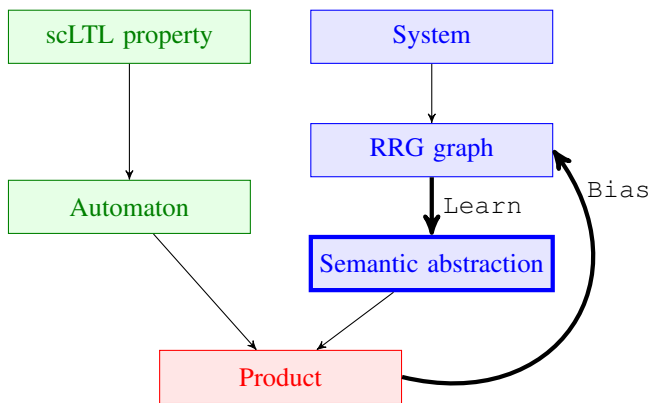 scLTL property
System
RRG graph
Bias
Automaton
Learn
Semantic abstraction
Product